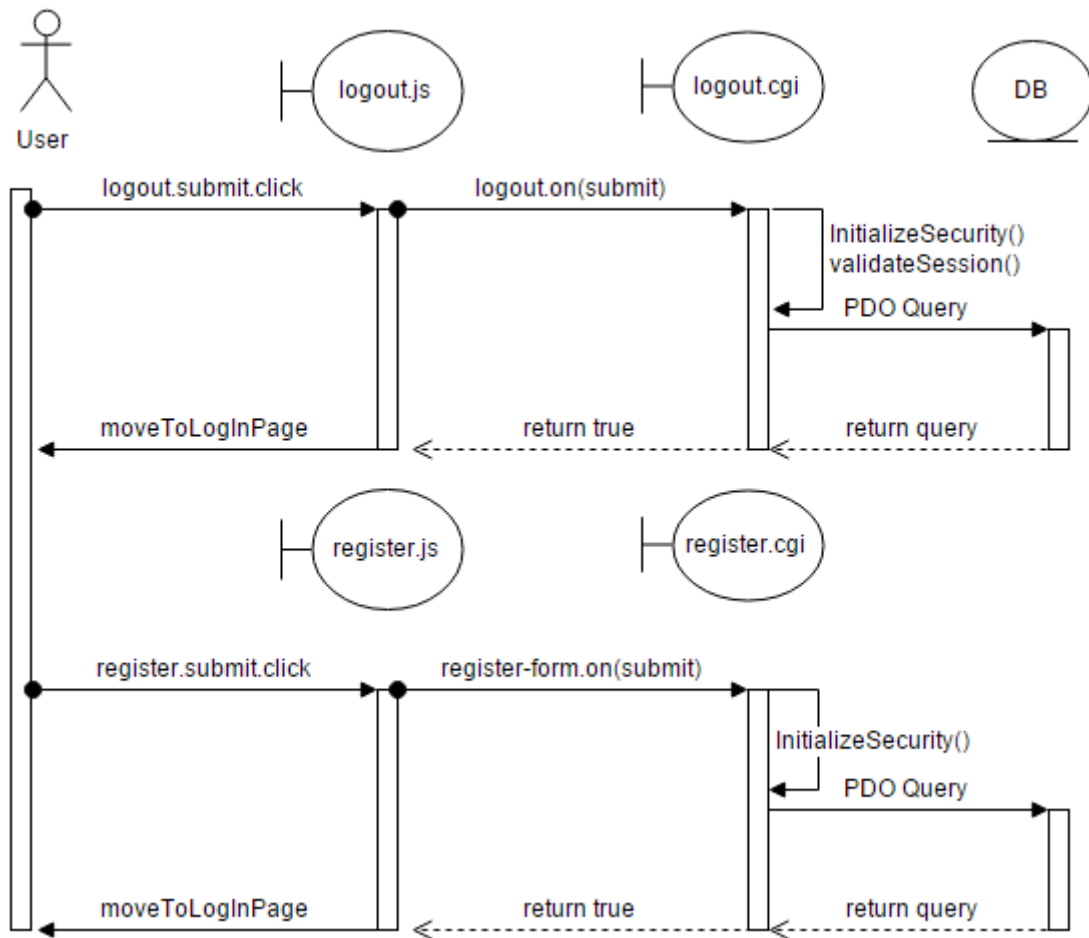 logout.js
logout.cgi
DB
User
logout.submit.click
logout.on(submit)
InitializeSecurity()
validateSession()
PDO Query
moveToLogInPage
return true
return query
register.js
register.cgi
register.submit.click
register-form.on(submit)
InitializeSecurity()
PDO Query
moveToLogInPage
return true
return query